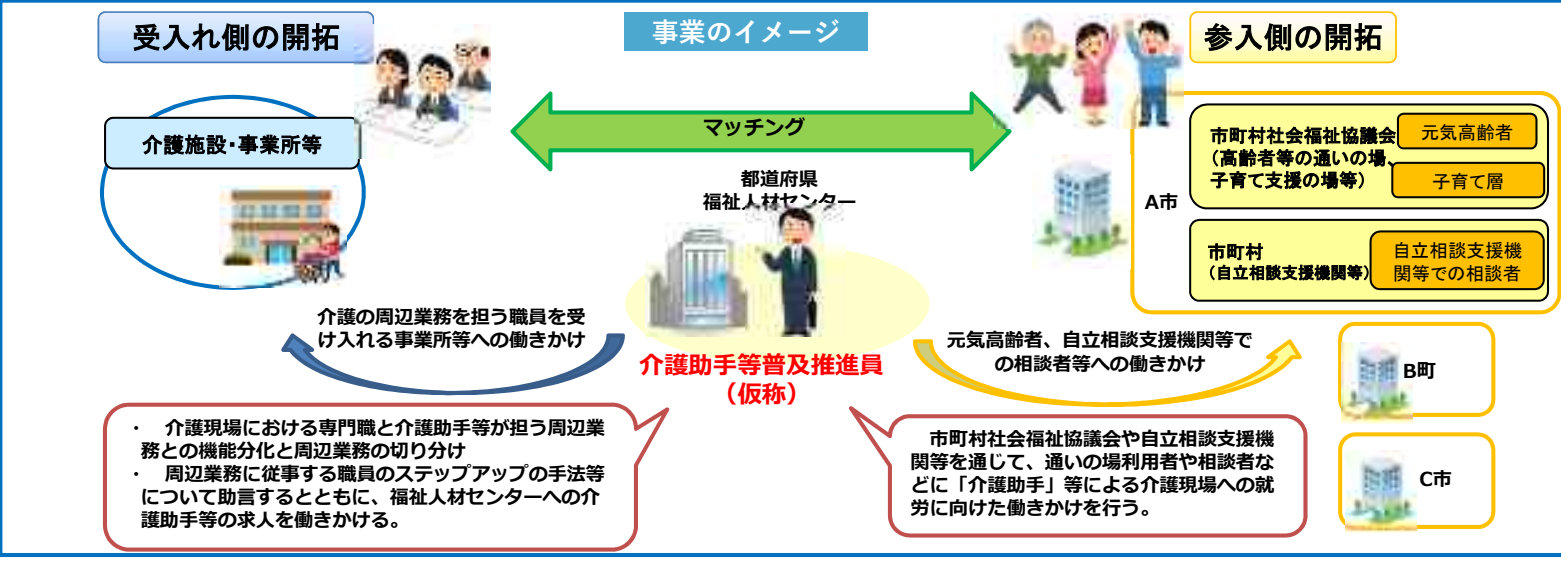 受入れ側の開拓
事業のイメージ
参入側の開拓
介護施設・事業所等
マッチング
都道府県
福祉人材センター
市町村社会福祉協議会
（高齢者等の通いの場、
子育て支援の場等）
元気高齢者
子育て層
A市
市町村
（自立相談支援機関等）
自立相談支援機
関等での相談者
介護の周辺業務を担う職員を受
け入れる事業所等への働きかけ
介護助手等普及推進員
（仮称）
元気高齢者、自立相談支援機関等で
の相談者等への働きかけ
B町
C市
・　介護現場における専門職と介護助手等が担う周辺業
務との機能分化と周辺業務の切り分け
・　周辺業務に従事する職員のステップアップの手法等
について助言するとともに、福祉人材センターへの介
護助手等の求人を働きかける。
市町村社会福祉協議会や自立相談支援機
関等を通じて、通いの場利用者や相談者な
どに「介護助手」等による介護現場への就
労に向けた働きかけを行う。